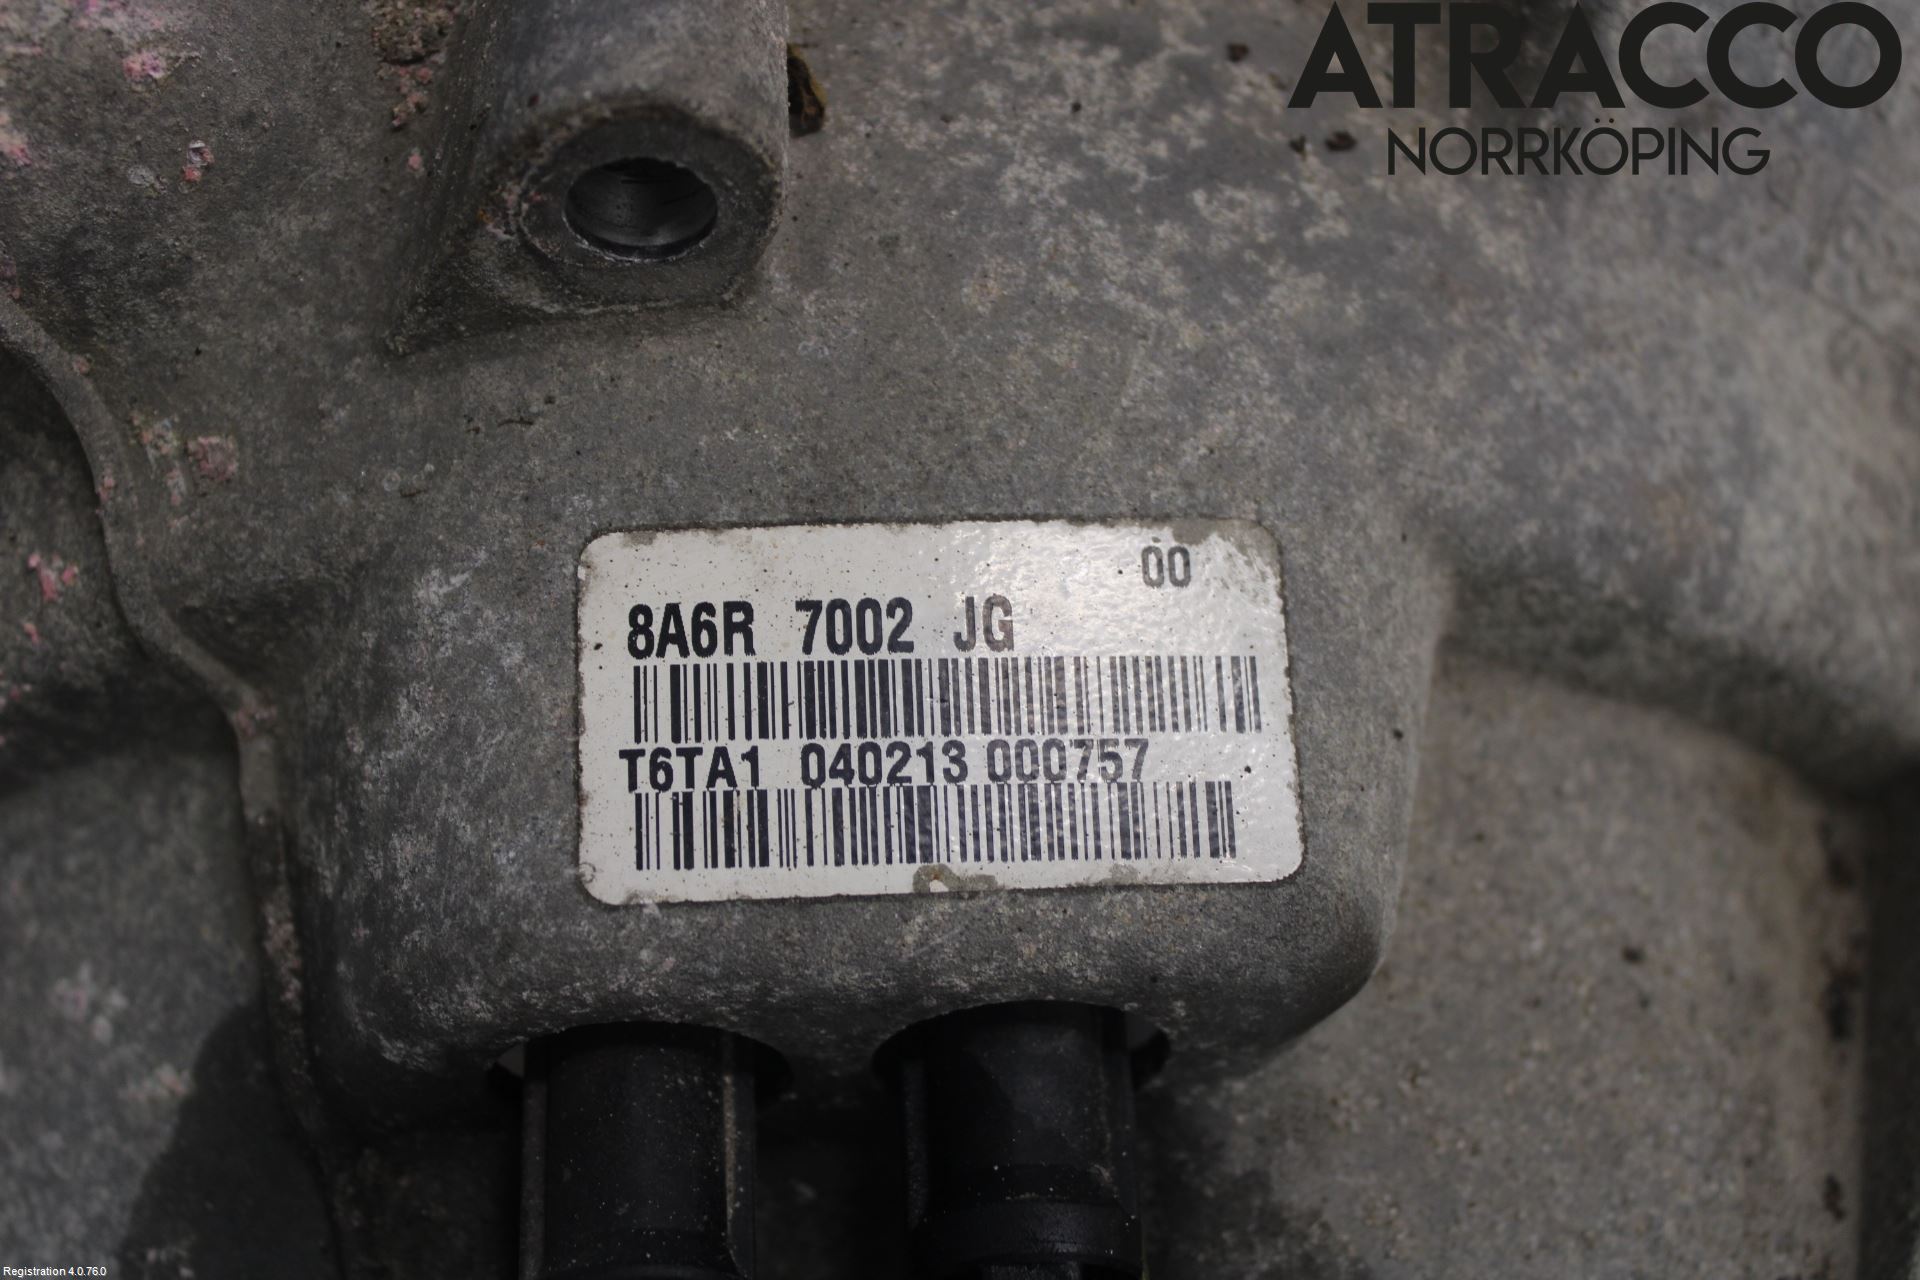 ATRACCO
NORRKÖPING
00
8A6R 7002 JG
T6TA1 040213 000757
Registration 4.0.76.0